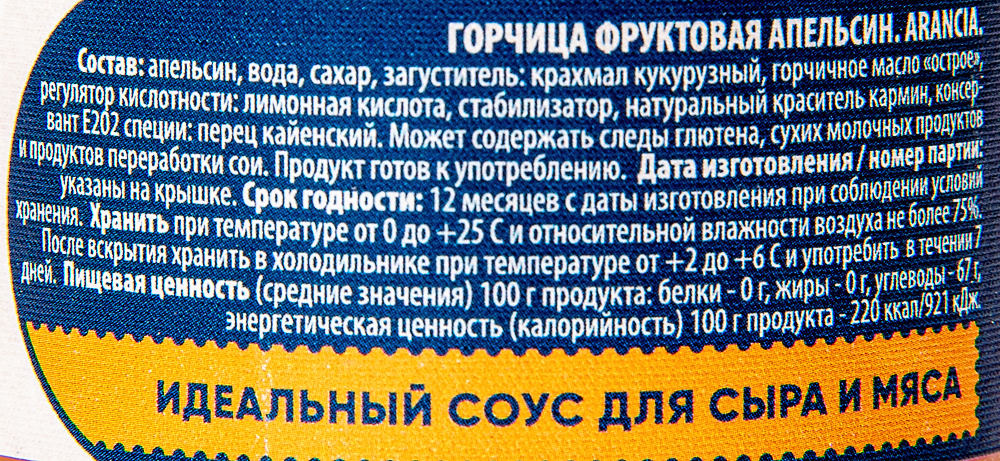 ГОРЧИЦА ФРУКТОВАЯ АПЕЛЬСИН. ARANCIA.
Состав: апельсин, вода, сахар, загуститель: крахмал кукурузный, горчичное масло «острое»,
регулятор кислотности: лимонная кислота, стабилизатор, натуральный краситель кармин, консер-
вант Е202 специи: перец кайенский. Может содержать следы глютена, сухих молочных продуктов
и продуктов переработки сои. Продукт готов к употреблению. Дата изготовления / номер партии:
указаны на крышке. Срок годности: 12 месяцев с даты изготовления при соблюдении условий
хранения. Хранить при температуре от 0 до +25 С и относительной влажности воздуха не более 75%.
После вскрытия хранить в холодильнике при температуре от +2 до +6 С и употребить в течении 7
дней. Пищевая ценность (средние значения) 100 г продукта: белки - 0 г, жиры - 0 г, углеводы - 67 г,
энергетическая ценность (калорийность) 100 г продукта - 220 ккал/921 кДж.
ИДЕАЛЬНЫЙ СОУС ДЛЯ СЫРА И МЯСА